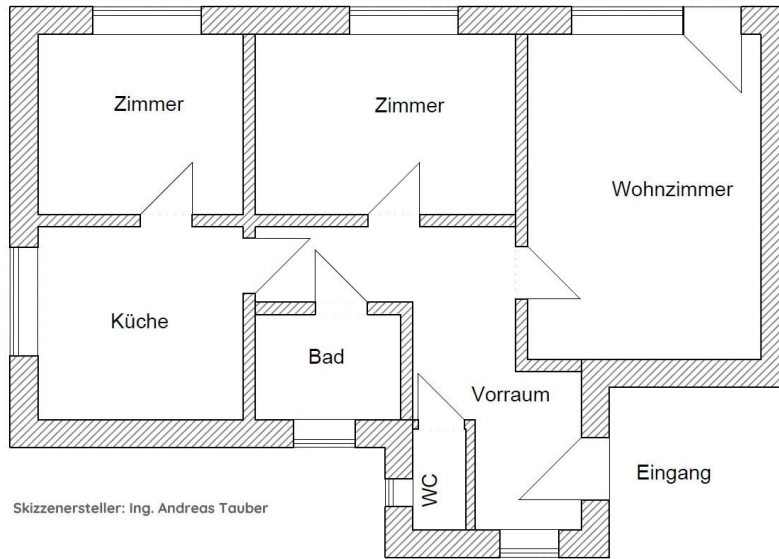 Zimmer
Zimmer
Wohnzimmer
Küche
Bad
Vorraum
WC
Eingang
Skizzenersteller: Ing. Andreas Tauber